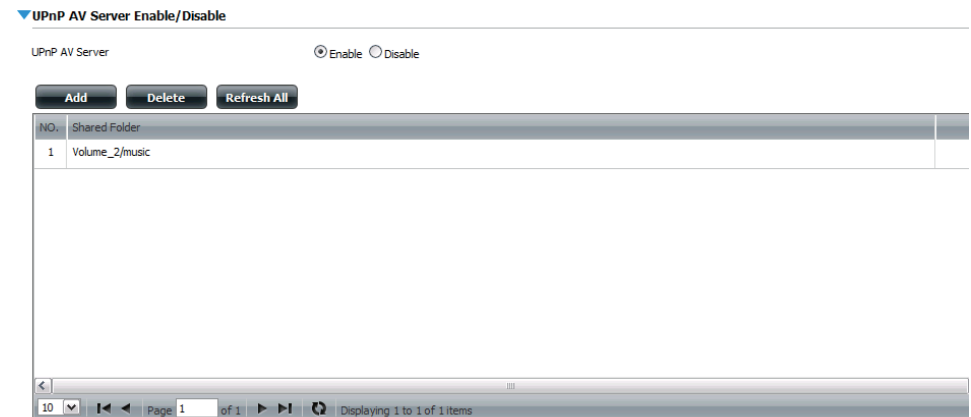 UPnP AV Server Enable/Disable
UPnP AV Server Enable Disable
Add Delete Refresh All
NO. Shared Folder
1 Volume_2/music
10 Page 1 of 1 Displaying 1 to 1 of 1 items